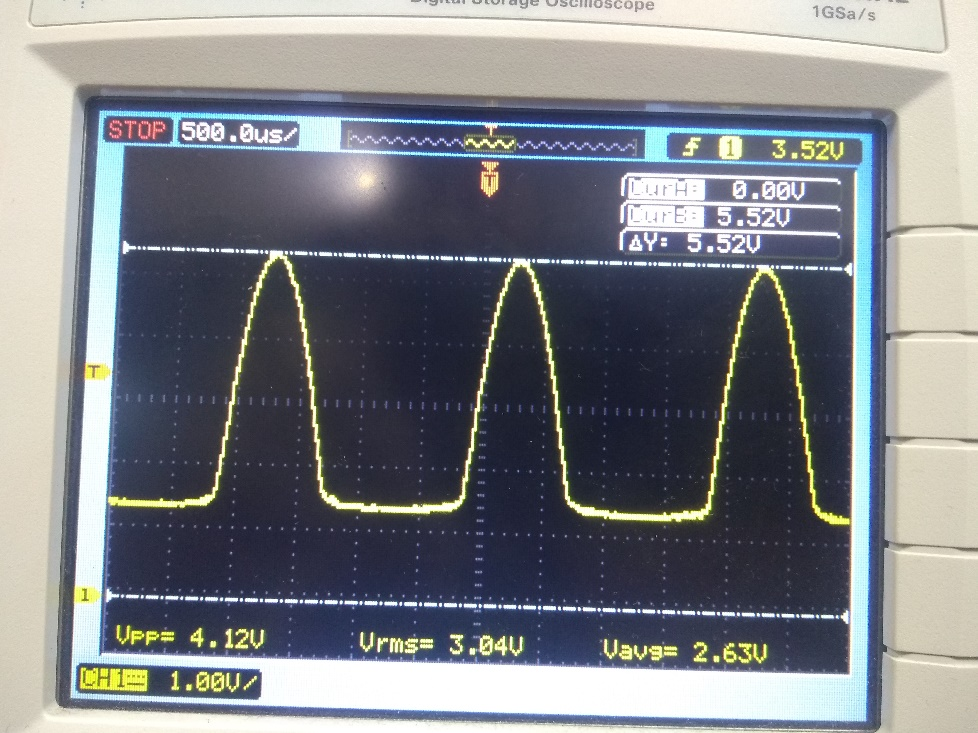 Digital Storage Oscilloscope
1GSa/s
STOP 500.0us/ T 1 3.52V
T
CurA: 0.00V
CurB: 5.52V
ΔY: 5.52V
T
1
Vpp= 4.12V Vrms= 3.04V Vavg= 2.63V
CH1 1.00V/